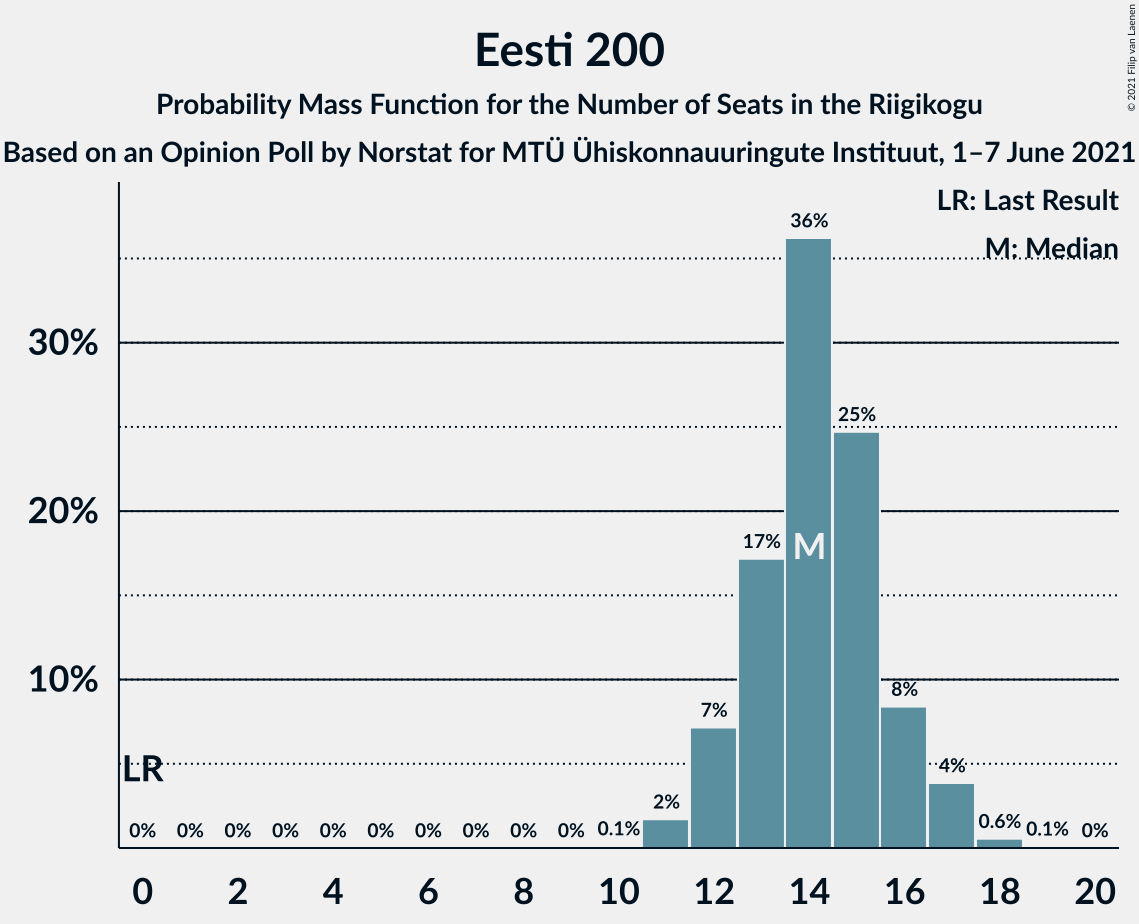 Eesti 200
Probability Mass Function for the Number of Seats in the Riigikogu
Based on an Opinion Poll by Norstat for MTÜ Ühiskonnauuringute Instituut, 1–7 June 2021
© 2021 Filip van Laenen
LR: Last Result
M: Median
36%
30%
25%
20%
17%
M
10%
8%
7%
LR
4%
2%
0% 0% 0% 0% 0% 0% 0% 0% 0% 0% 0.1% 0.6% 0.1% 0%
0 2 4 6 8 10 12 14 16 18 20